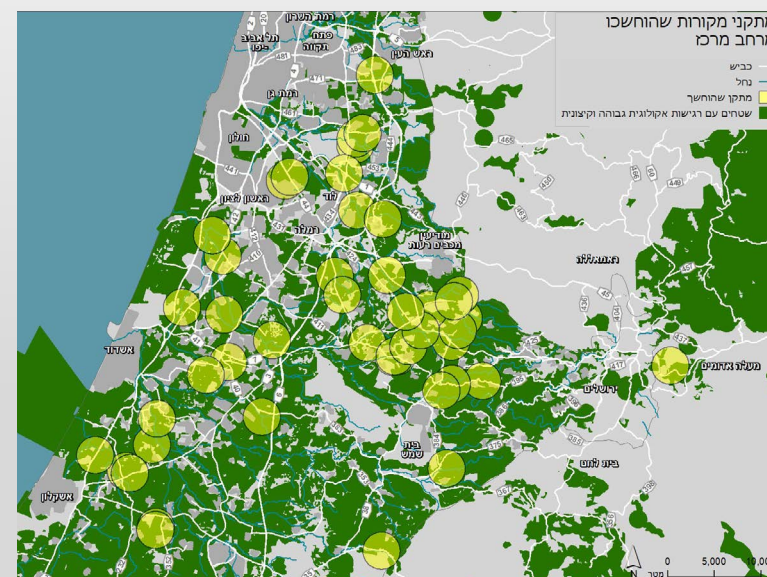 מתקני מקורות שהוחשכו
מרחב מרכז
כביש
נחל
מתקן שהוחשך
שטחים עם רגישות אקולוגית גבוהה וקיצונית
רמת השרון
תל אביב
-יפו
פתח
תקווה
ראש העין
רמת גן
חולון
ראשון לציון
לוד
רמלה
מודיעין
מכבים רעות
ראמאללה
אשדוד
ירושלים
מעלה אדומים
בית
שמש
בית לחם
אשקלון
0 5,000 10,00
מטר
N